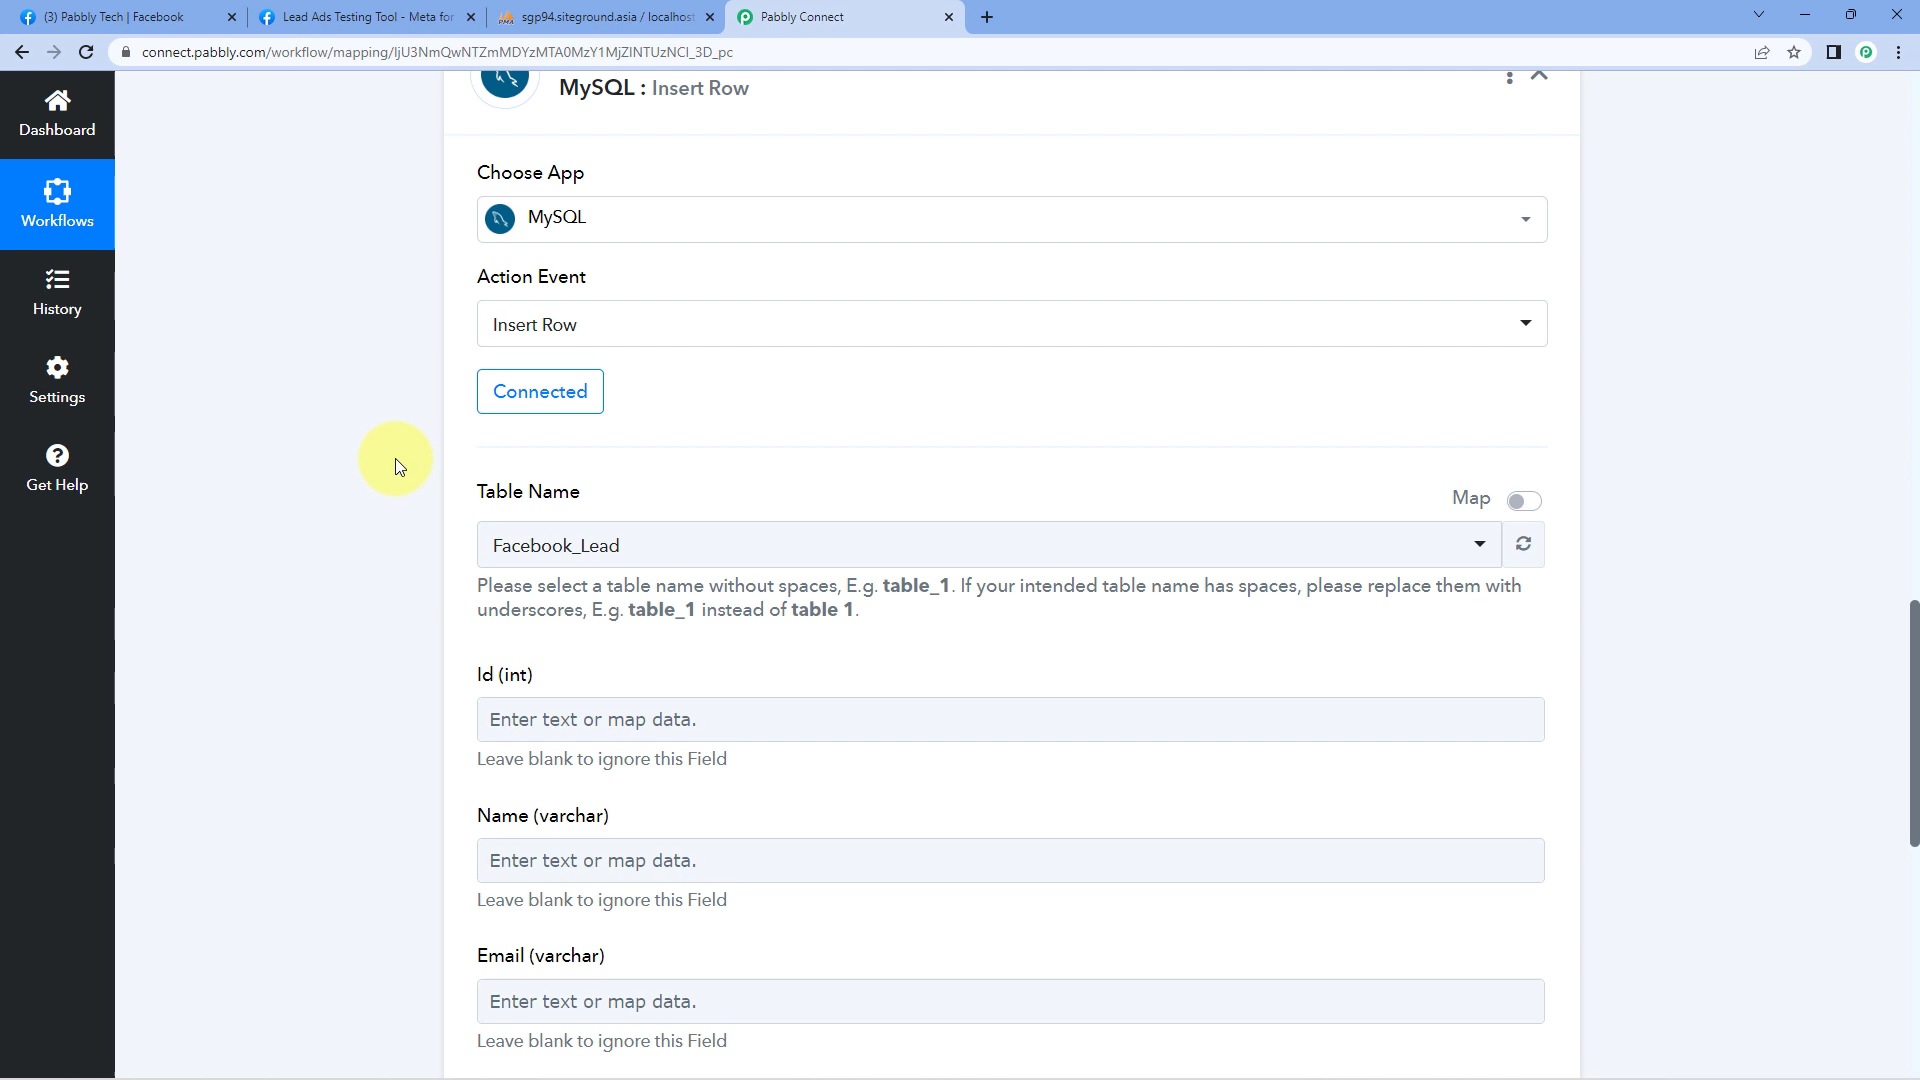 (3) Pabbly Tech | Facebook
Lead Ads Testing Tool - Meta for
sgp94.siteground.asia / localhost
Pabbly Connect
connect.pabbly.com/workflow/mapping/IjU3NmQwNTZmMDYzMTA0MzY1MjZlNTUzNCI_3D_pc
MySQL : Insert Row
Dashboard
Workflows
History
Settings
Get Help
Choose App
MySQL
Action Event
Insert Row
Connected
Table Name
Map
Facebook_Lead
Please select a table name without spaces, E.g. table_1. If your intended table name has spaces, please replace them with
underscores, E.g. table_1 instead of table 1.
Id (int)
Enter text or map data.
Leave blank to ignore this Field
Name (varchar)
Enter text or map data.
Leave blank to ignore this Field
Email (varchar)
Enter text or map data.
Leave blank to ignore this Field